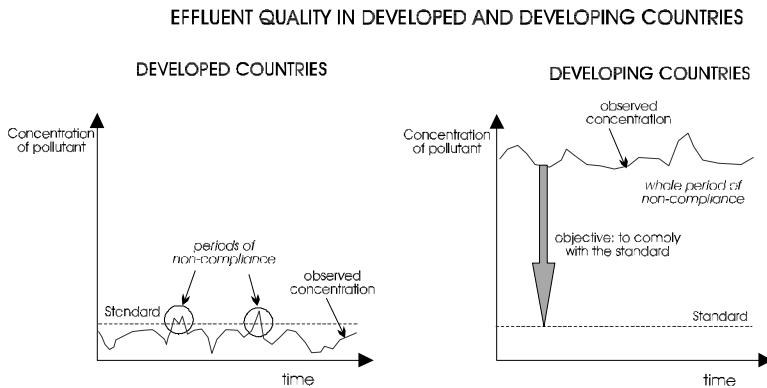 EFFLUENT QUALITY IN DEVELOPED AND DEVELOPING COUNTRIES
DEVELOPED COUNTRIES
Concentration
of pollutant
periods of
non-compliance
observed
concentration
Standard
time
DEVELOPING COUNTRIES
observed
concentration
Concentration
of pollutant
whole period of
non-compliance
objective: to comply
with the standard
Standard
time